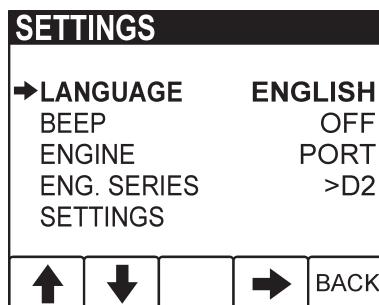 SETTINGS
LANGUAGE ENGLISH
BEEP OFF
ENGINE PORT
ENG. SERIES >D2
SETTINGS
BACK